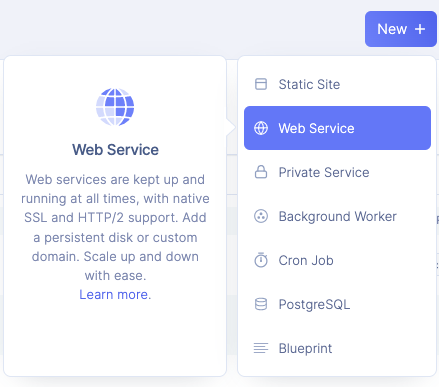 New +
Static Site
Web Service
Private Service
Background Worker
Cron Job
PostgreSQL
Blueprint
Web Service
Web services are kept up and
running at all times, with native
SSL and HTTP/2 support. Add
a persistent disk or custom
domain. Scale up and down
with ease.
Learn more.